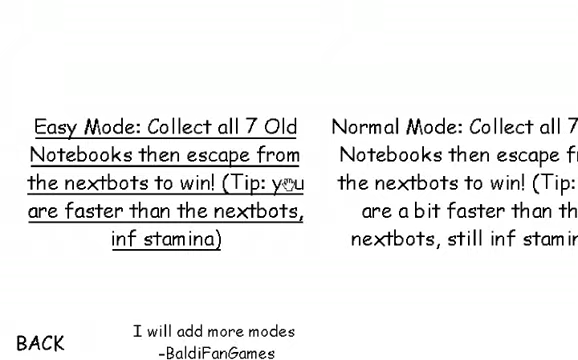 Easy Mode: Collect all 7 Old
Notebooks then escape from
the nextbots to win! (Tip: you
are faster than the nextbots,
inf stamina)
Normal Mode: Collect all 7
Notebooks then escape
the nextbots to win! (Tip:
are a bit faster than
nextbots, still inf
BACK
I will add more modes
-BaldiFanGames